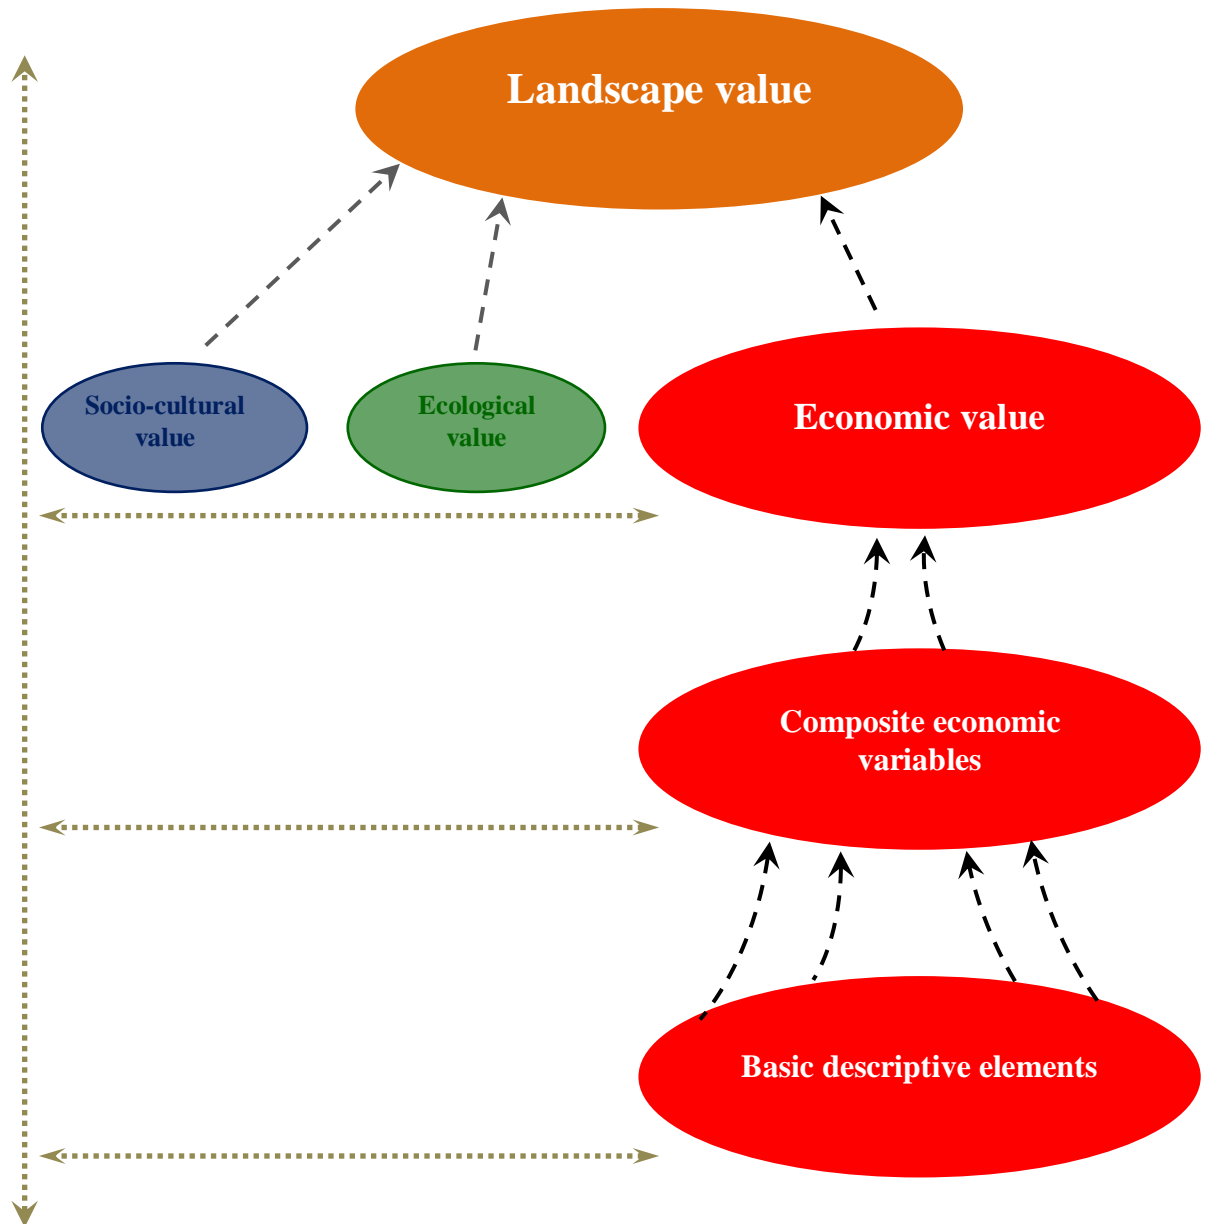 Landscape value
Socio-cultural
value
Ecological
value
Economic value
Composite economic
variables
Basic descriptive elements